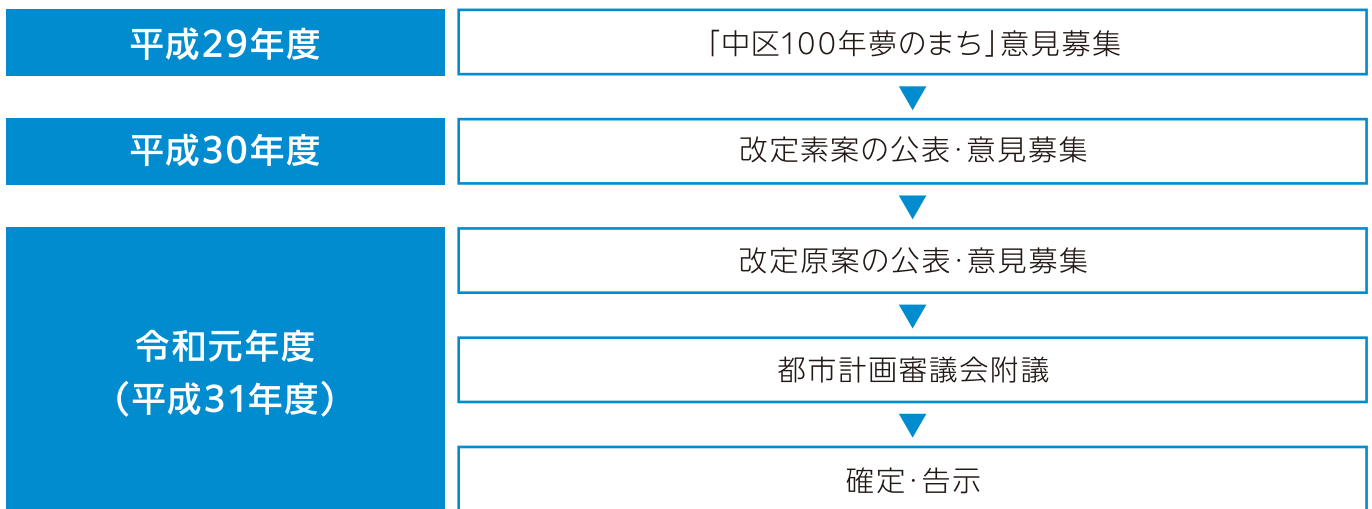 平成29年度
「中区100年夢のまち」意見募集
平成30年度
改定素案の公表・意見募集
令和元年度
（平成31年度）
改定原案の公表・意見募集
都市計画審議会附議
確定・告示